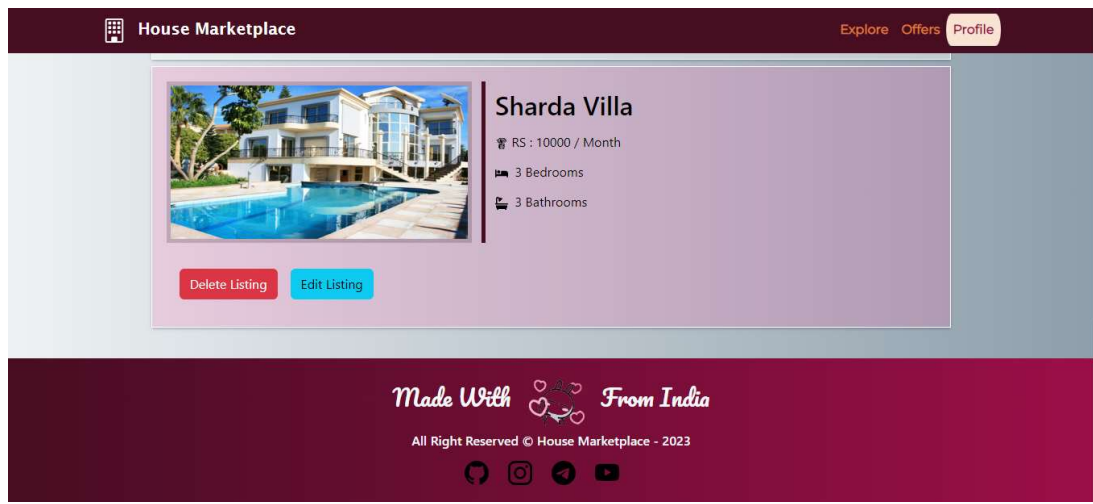 House Marketplace
Explore Offers Profile
Sharda Villa
RS : 10000 / Month
3 Bedrooms
3 Bathrooms
Delete Listing Edit Listing
Made With From India
All Right Reserved © House Marketplace - 2023